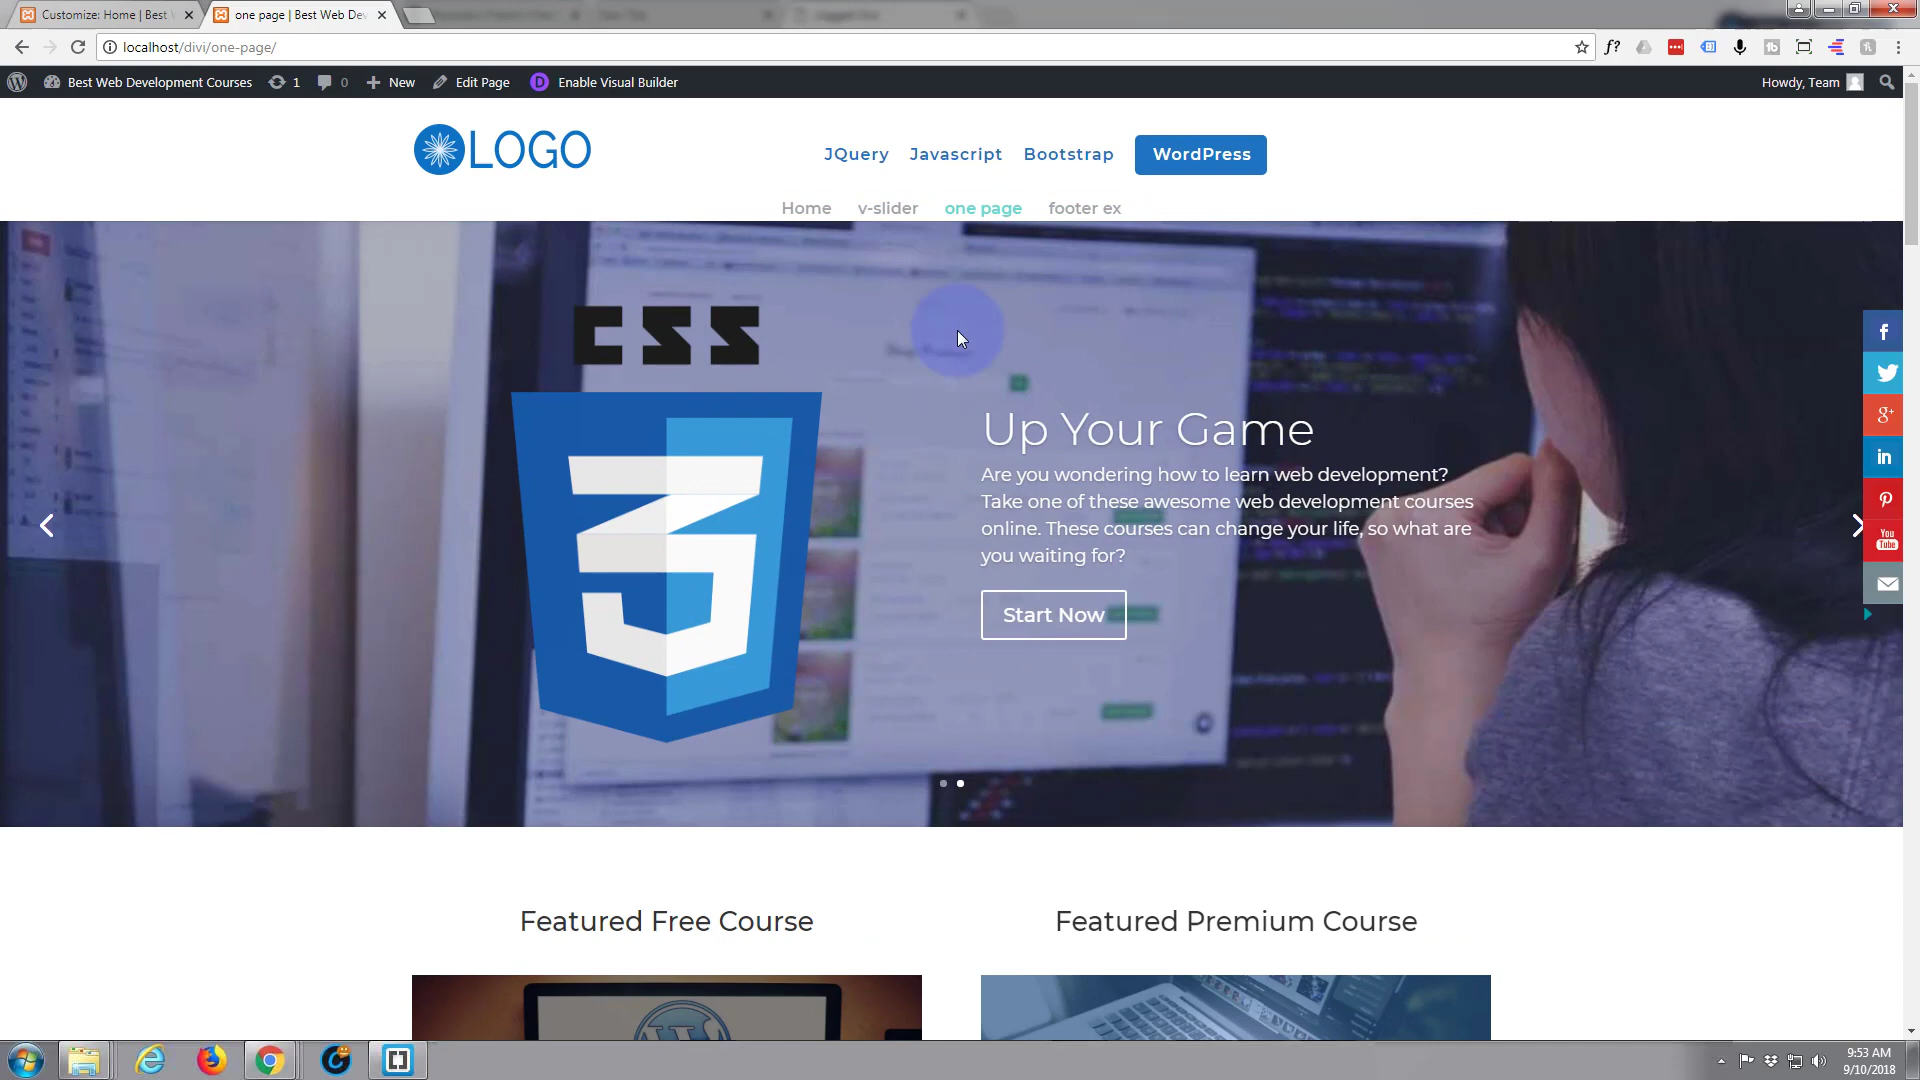 Customize: Home | Best
one page | Best Web De
localhost/divi/one-page/
f?
Best Web Development Courses
1
0
New
Edit Page
D
Enable Visual Builder
Howdy, Team
LOGO
JQuery
Javascript
Bootstrap
WordPress
Home
v-slider
one page
footer ex
CSS
3
Up Your Game
Are you wondering how to learn web development?
Take one of these awesome web development courses
online. These courses can change your life, so what are
you waiting for?
Start Now
f
g+
in
You
Tube
Featured Free Course
Featured Premium Course
9:53 AM
9/10/2018